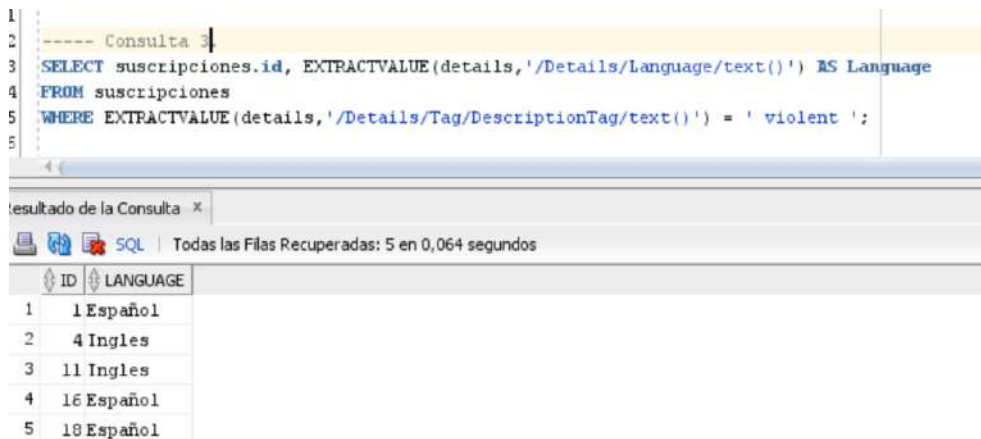 1
2 ----- Consulta 3.
3 SELECT suscripciones.id, EXTRACTVALUE(details,'/Details/Language/text()') AS Language
4 FROM suscripciones
5 WHERE EXTRACTVALUE(details,'/Details/Tag/DescriptionTag/text()') = ' violent ';
6
esultado de la Consulta x
SQL | Todas las Filas Recuperadas: 5 en 0,064 segundos
ID LANGUAGE
1 1 Español
2 4 Ingles
3 11 Ingles
4 16 Español
5 18 Español